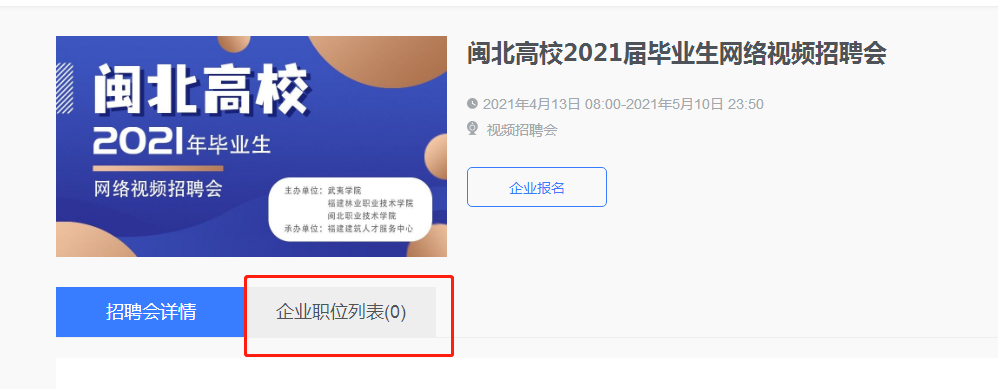 闽北高校
2021年毕业生
网络视频招聘会
主办单位：武夷学院
福建林业职业技术学院
闽北职业技术学院
承办单位：福建建筑人才服务中心
闽北高校2021届毕业生网络视频招聘会
2021年4月13日 08:00-2021年5月10日 23:50
视频招聘会
企业报名
招聘会详情
企业职位列表(0)